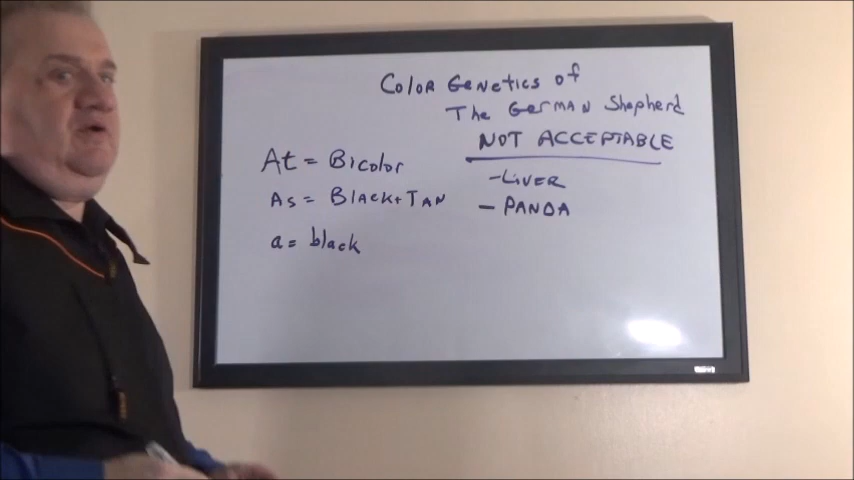 Color Genetics of
The German Shepherd
NOT ACCEPTABLE
At = Bicolor
- Liver
As = Black + Tan
- PANDA
a = black